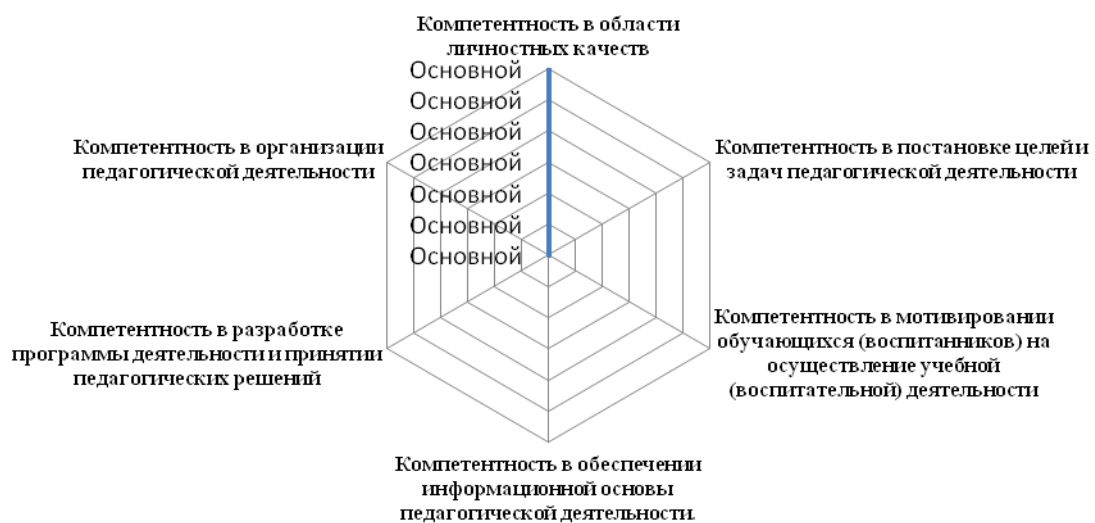 Компетентность в области
личностных качеств
Основной
Основной
Основной
Основной
Основной
Основной
Основной
Компетентность в постановке целей и
задач педагогической деятельности
Компетентность в мотивировании
обучающихся (воспитанников) на
осуществление учебной
(воспитательной) деятельности
Компетентность в обеспечении
информационной основы
педагогической деятельности.
Компетентность в разработке
программы деятельности и принятии
педагогических решений
Компетентность в организации
педагогической деятельности